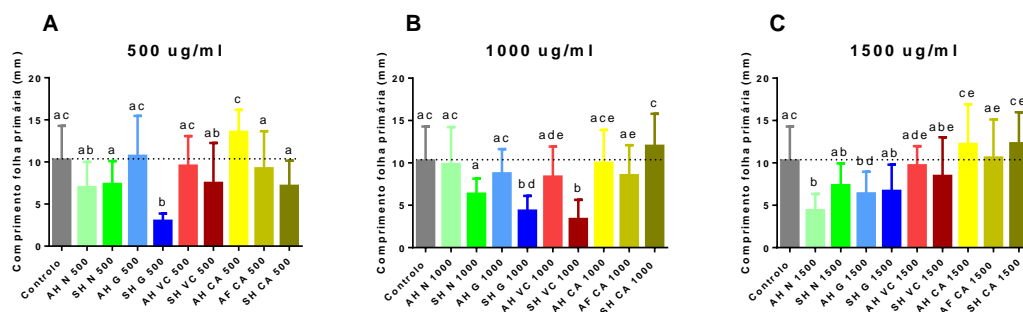 A
500 ug/ml
Comprimento folha primária (mm)
20
15
10
5
0
ac
ab
a
ac
b
ac
ab
c
a
a
Controlo
AH N 500
SH N 500
AH G 500
SH G 500
AH VC 500
SH VC 500
AH CA 500
AF CA 500
SH CA 500
B
1000 ug/ml
Comprimento folha primária (mm)
20
15
10
5
0
ac
ac
a
ac
bd
ade
b
ace
ae
c
Controlo
AH N 1000
SH N 1000
AH G 1000
SH G 1000
AH VC 1000
SH VC 1000
AH CA 1000
AF CA 1000
SH CA 1000
C
1500 ug/ml
Comprimento folha primária (mm)
20
15
10
5
0
ac
b
ab
bd
ab
ade
abe
ce
ae
ce
Controlo
AH N 1500
SH N 1500
AH G 1500
SH G 1500
AH VC 1500
SH VC 1500
AH CA 1500
AF CA 1500
SH CA 1500